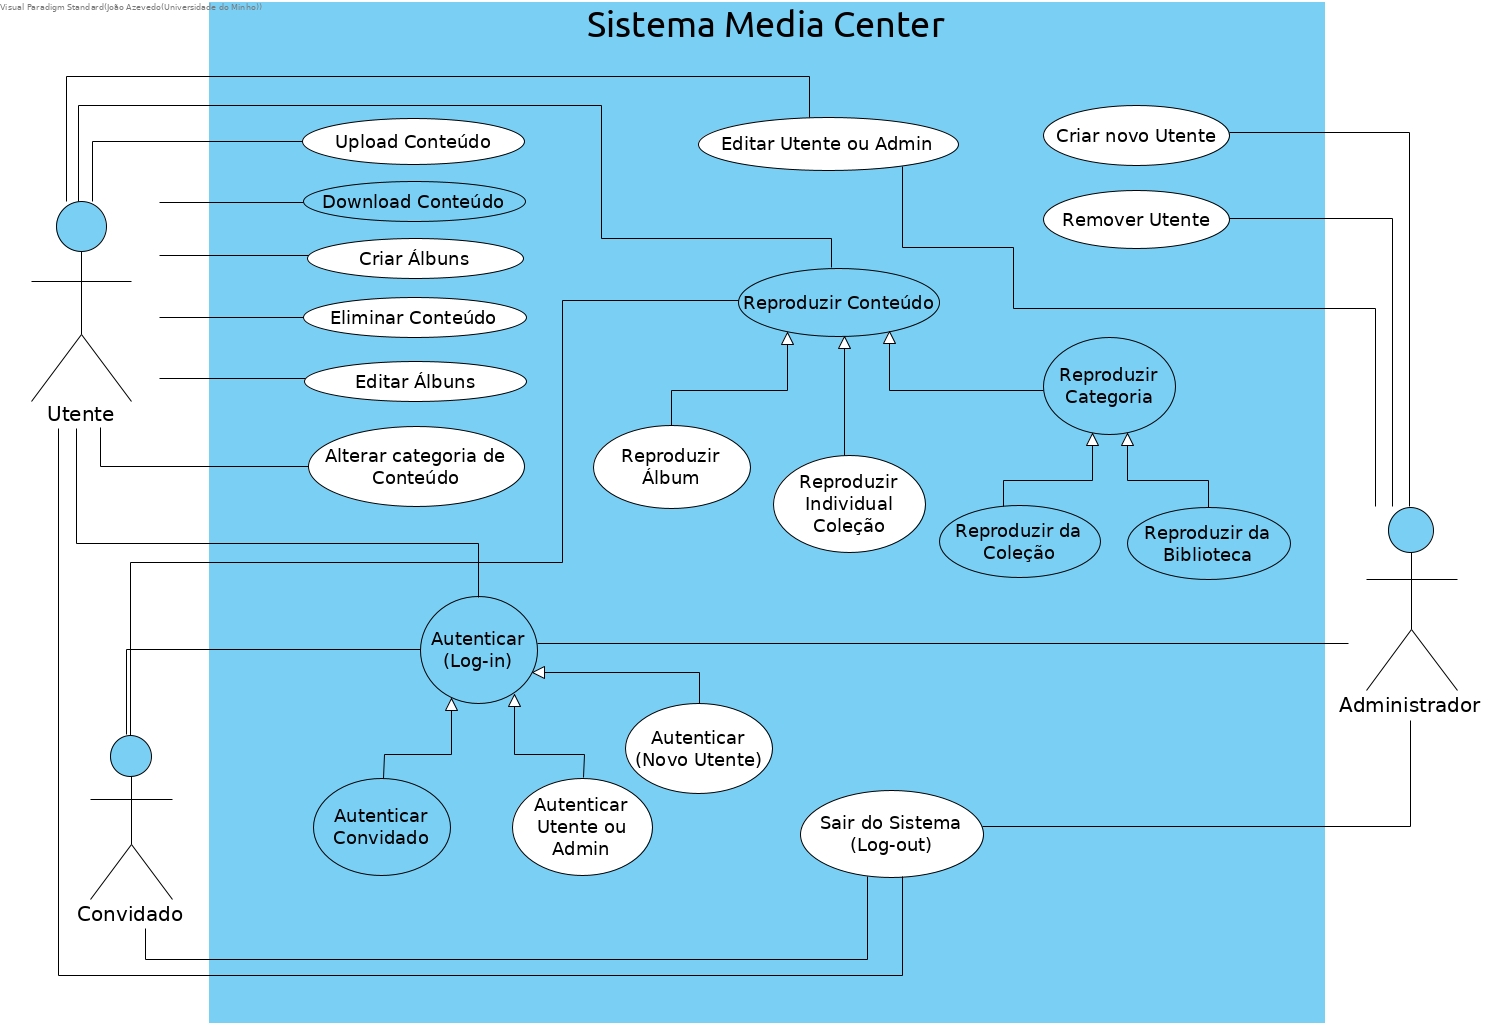 Visual Paradigm Standard(João Azevedo(Universidade do Minho))
Sistema Media Center
Upload Conteúdo
Editar Utente ou Admin
Criar novo Utente
Download Conteúdo
Remover Utente
Criar Álbuns
Reproduzir Conteúdo
Eliminar Conteúdo
Editar Álbuns
Reproduzir
Categoria
Utente
Alterar categoria de
Conteúdo
Reproduzir
Álbum
Reproduzir
Individual
Coleção
Reproduzir da
Coleção
Reproduzir da
Biblioteca
Autenticar
(Log-in)
Administrador
Autenticar
(Novo Utente)
Autenticar
Convidado
Autenticar
Utente ou
Admin
Sair do Sistema
(Log-out)
Convidado